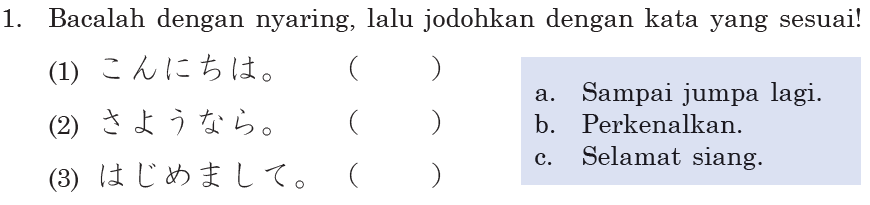 1. Bacalah dengan nyaring, lalu jodohkan dengan kata yang sesuai!
(1) こんにちは。 ( )
(2) さようなら。 ( )
(3) はじめまして。 ( )
a. Sampai jumpa lagi.
b. Perkenalkan.
c. Selamat siang.